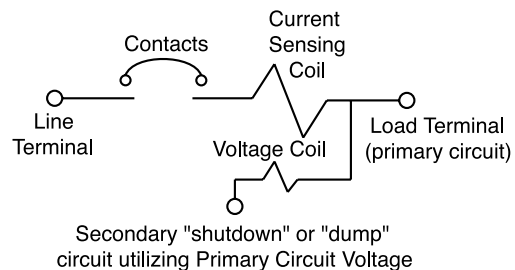 Current
Sensing
Coil
Contacts
Line
Terminal
Voltage Coil
Load Terminal
(primary circuit)
Secondary "shutdown" or "dump"
circuit utilizing Primary Circuit Voltage